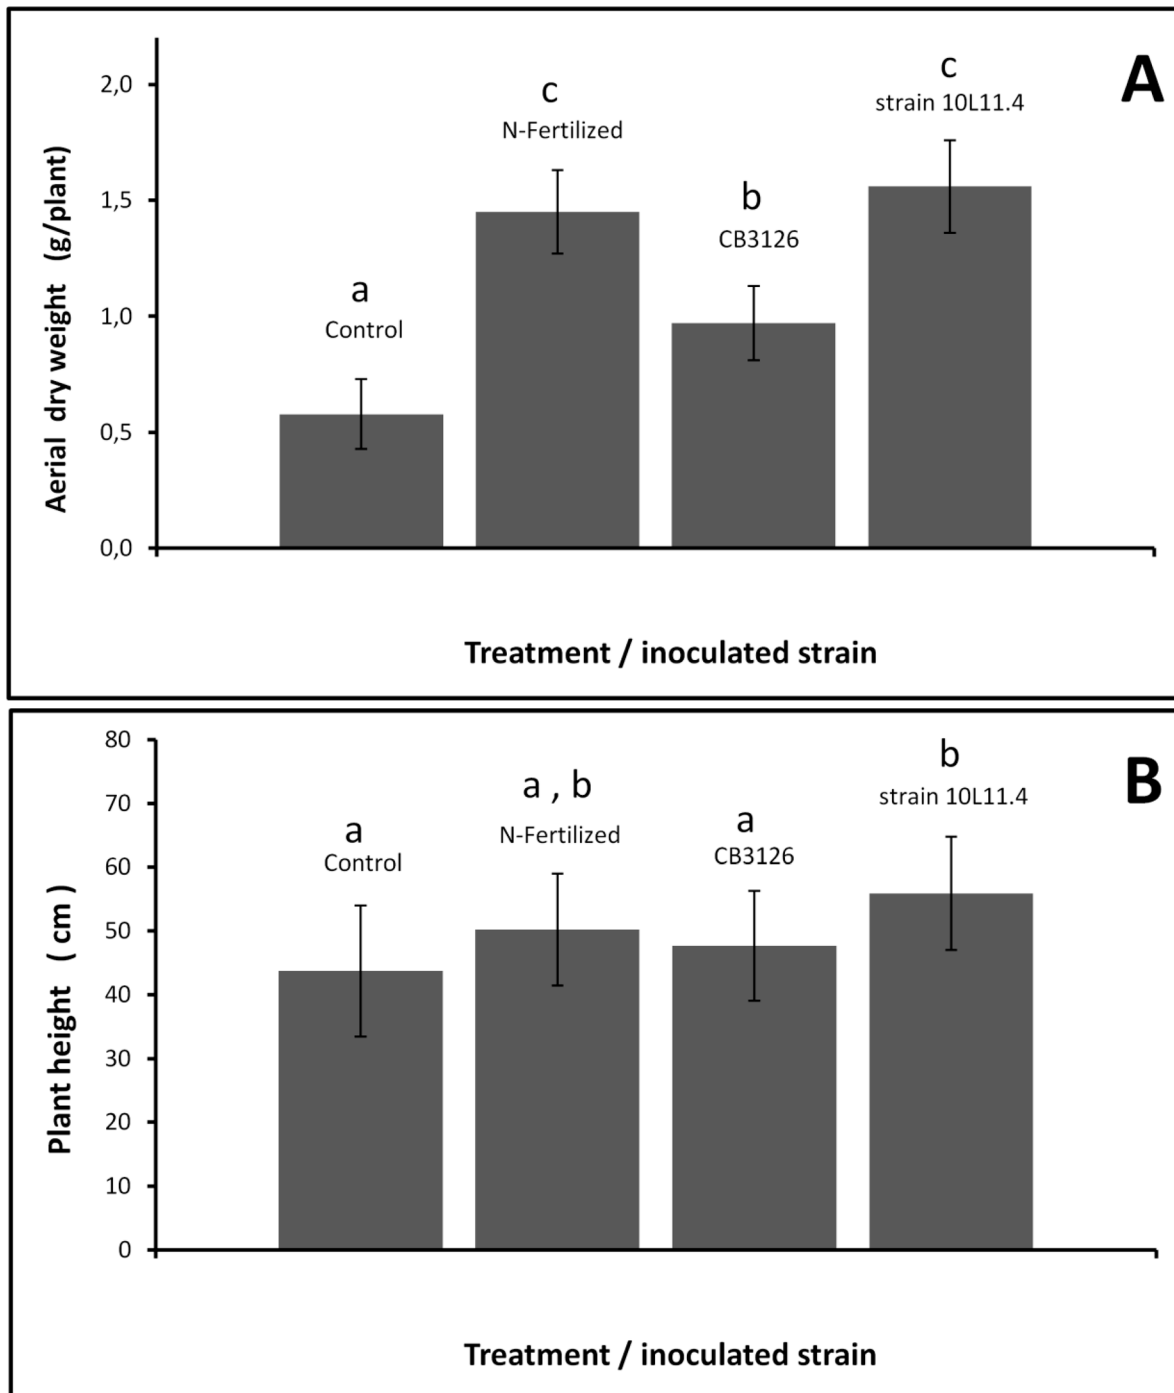 A
2,0
1,5
1,0
0,5
0,0
Aerial dry weight (g/plant)
a
Control
c
N-Fertilized
b
CB3126
c
strain 10L11.4
Treatment / inoculated strain
B
80
70
60
50
40
30
20
10
0
Plant height ( cm )
a
Control
a , b
N-Fertilized
a
CB3126
b
strain 10L11.4
Treatment / inoculated strain